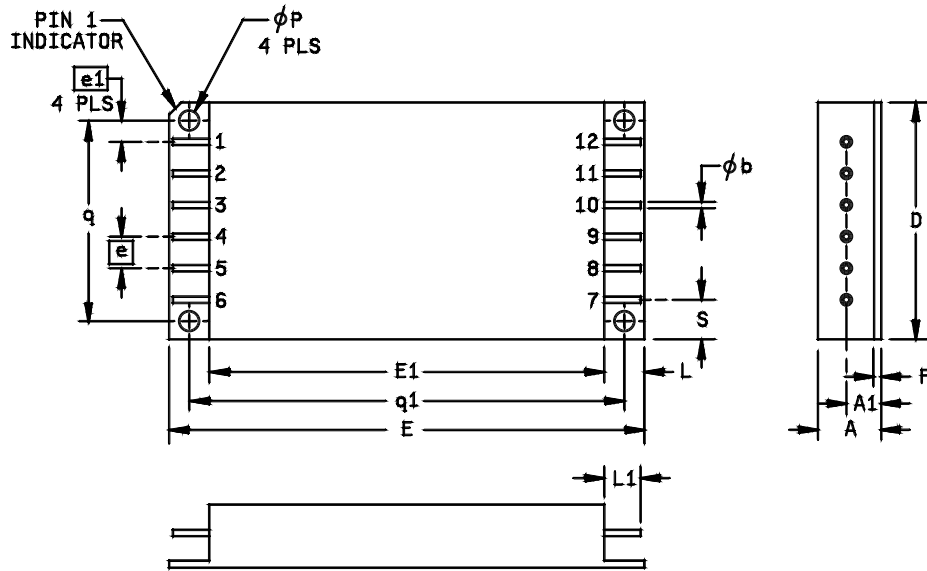 PIN 1
INDICATOR
e1
4 PLS
ϕP
4 PLS
1
2
3
4
5
6
12
11
10
9
8
7
ϕb
q
e
S
D
E1
L
q1
E
F
A1
A
L1